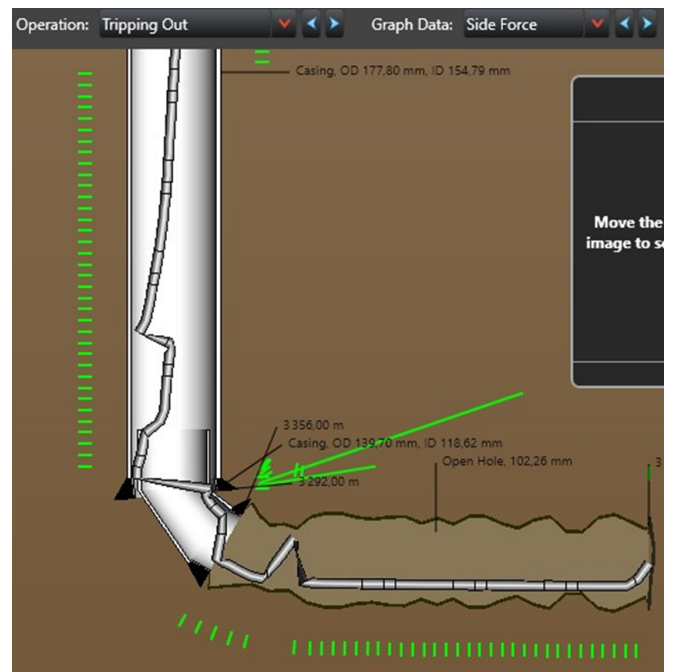 Operation: Tripping Out Graph Data: Side Force
Casing, OD 177,80 mm, ID 154,79 mm
Move the
image to s
3 356,00 m
Casing, OD 139,70 mm, ID 118,62 mm
Open Hole, 102,26 mm
3
3 292,00 m